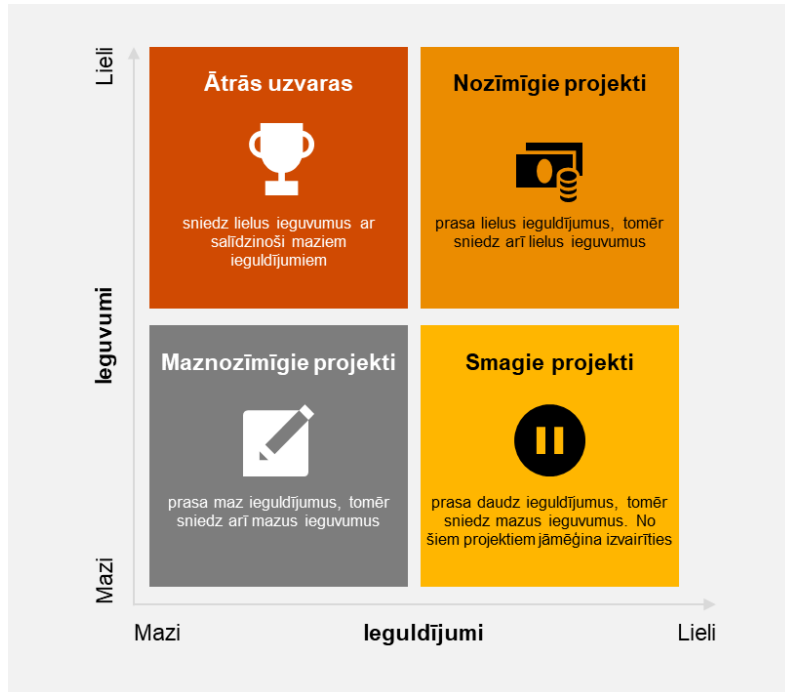 Lieli
Ieguvumi
Mazi
Ātrās uzvaras
sniedz lielus ieguvumus ar
salīdzinoši maziem
ieguldījumiem
Nozīmīgie projekti
prasa lielus ieguldījumus, tomēr
sniedz arī lielus ieguvumus
Maznozīmīgie projekti
prasa maz ieguldījumus, tomēr
sniedz arī mazus ieguvumus
Smagie projekti
prasa daudz ieguldījumus, tomēr
sniedz mazus ieguvumus. No
šiem projektiem jāmēģina izvairīties
Mazi
Ieguldījumi
Lieli